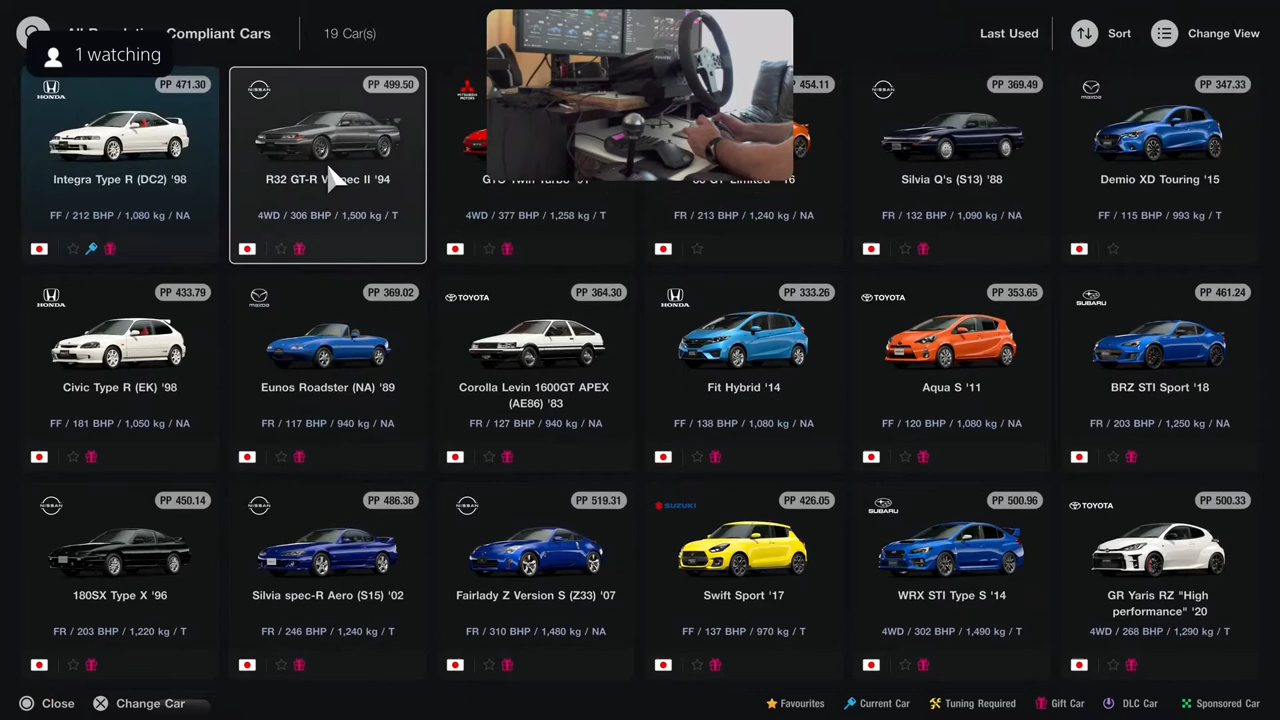 Compliant Cars
19 Car(s)
Last Used
Sort
Change View
1 watching
HONDA
PP 471.30
Integra Type R (DC2) '98
FF / 212 BHP / 1,080 kg / NA
NISSAN
PP 499.50
R32 GT-R
II '94
4WD / 306 BHP / 1,500 kg / T
MITSUBISHI MOTORS
4WD / 377 BHP / 1,258 kg / T
454.11
FR / 213 BHP / 1,240 kg / NA
NISSAN
PP 369.49
Silvia Q's (S13) '88
FR / 132 BHP / 1,090 kg / NA
mazda
PP 347.33
Demio XD Touring '15
FF / 115 BHP / 993 kg / T
HONDA
PP 433.79
Civic Type R (EK) '98
FF / 181 BHP / 1,050 kg / NA
mazda
PP 369.02
Eunos Roadster (NA) '89
FR / 117 BHP / 940 kg / NA
TOYOTA
PP 364.30
Corolla Levin 1600GT APEX
(AE86) '83
FR / 127 BHP / 940 kg / NA
HONDA
PP 333.26
Fit Hybrid '14
FF / 138 BHP / 1,080 kg / NA
TOYOTA
PP 353.65
Aqua S '11
FF / 120 BHP / 1,080 kg / NA
SUBARU
PP 461.24
BRZ STI Sport '18
FR / 203 BHP / 1,250 kg / NA
NISSAN
PP 450.14
180SX Type X '96
FR / 203 BHP / 1,220 kg / T
NISSAN
PP 486.36
Silvia spec-R Aero (S15) '02
FR / 246 BHP / 1,240 kg / T
NISSAN
PP 519.31
Fairlady Z Version S (Z33) '07
FR / 310 BHP / 1,480 kg / NA
SUZUKI
PP 426.05
Swift Sport '17
FF / 137 BHP / 970 kg / T
SUBARU
PP 500.96
WRX STI Type S '14
4WD / 302 BHP / 1,490 kg / T
TOYOTA
PP 500.33
GR Yaris RZ "High
performance" '20
4WD / 268 BHP / 1,290 kg / T
Close
Change Car
Favourites
Current Car
Tuning Required
Gift Car
DLC Car
Sponsored Car